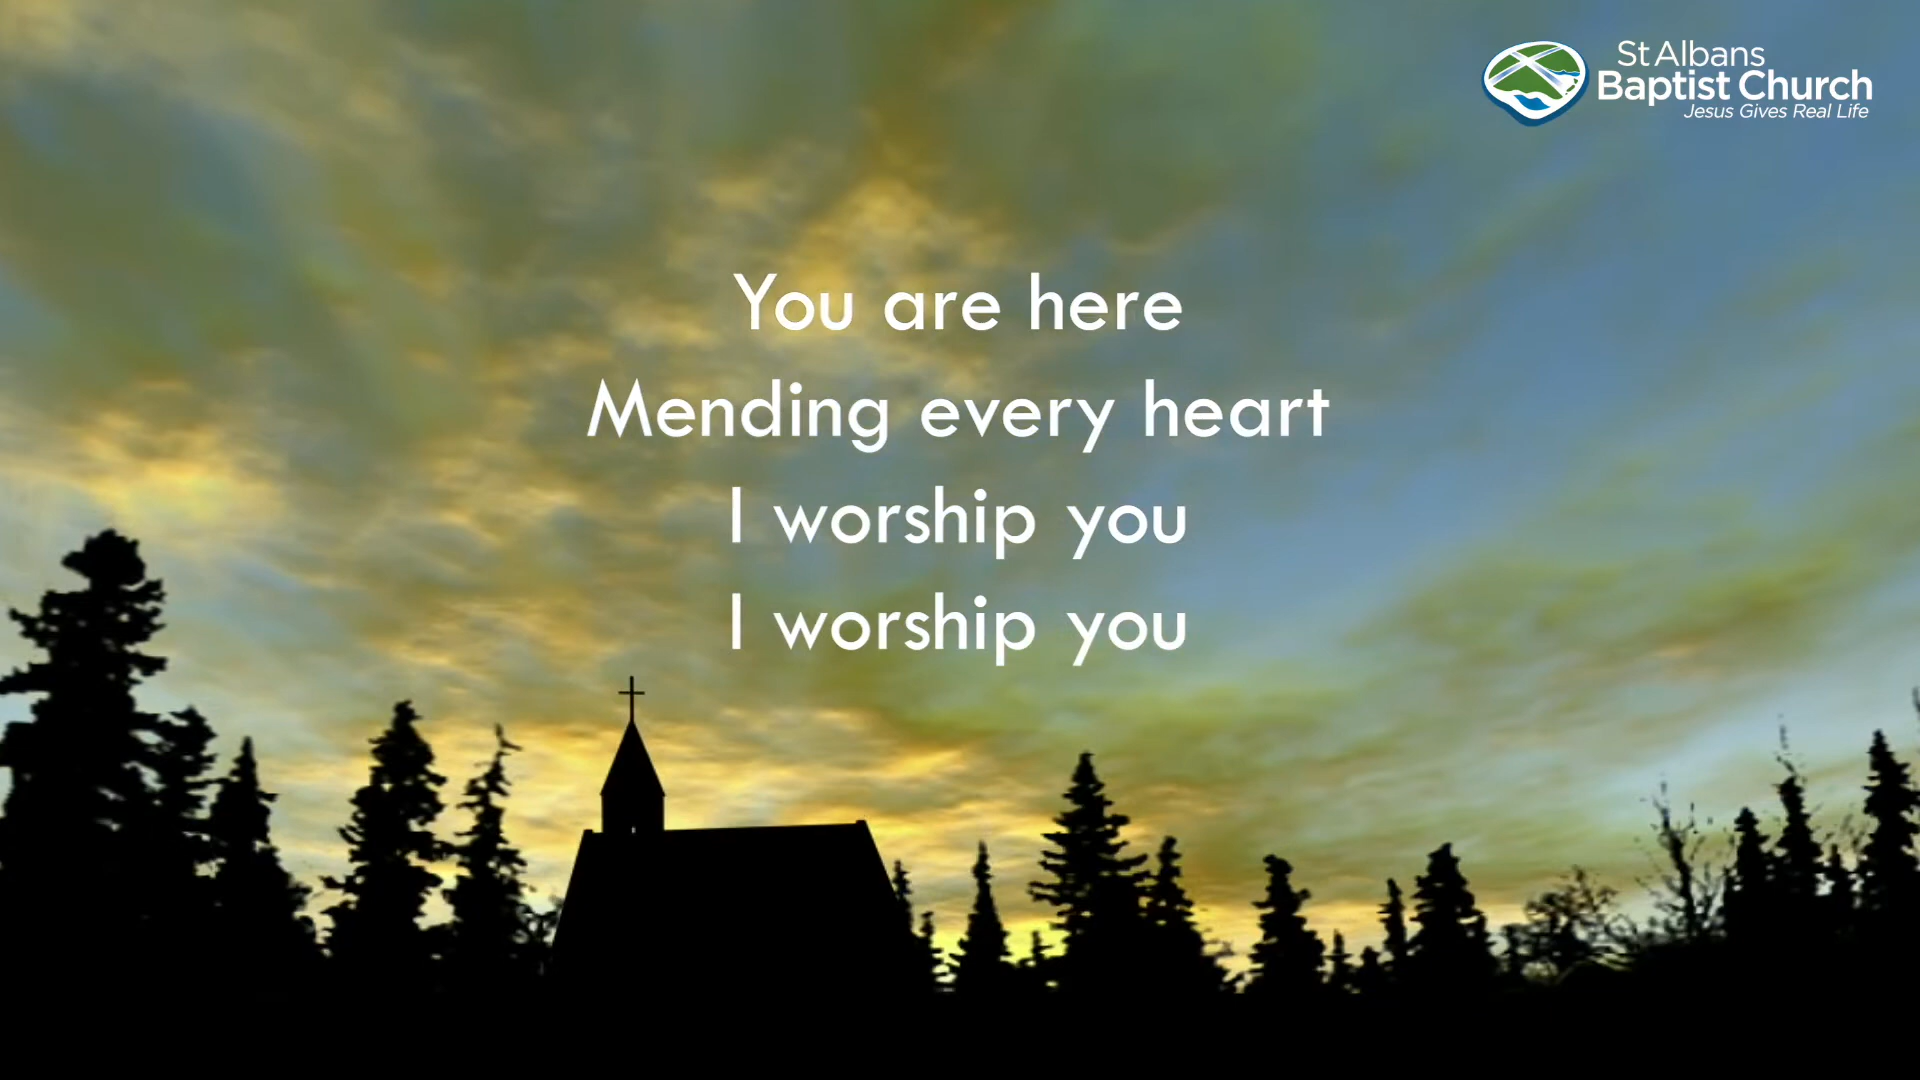 St Albans
Baptist Church
Jesus Gives Real Life
You are here
Mending every heart
I worship you
I worship you